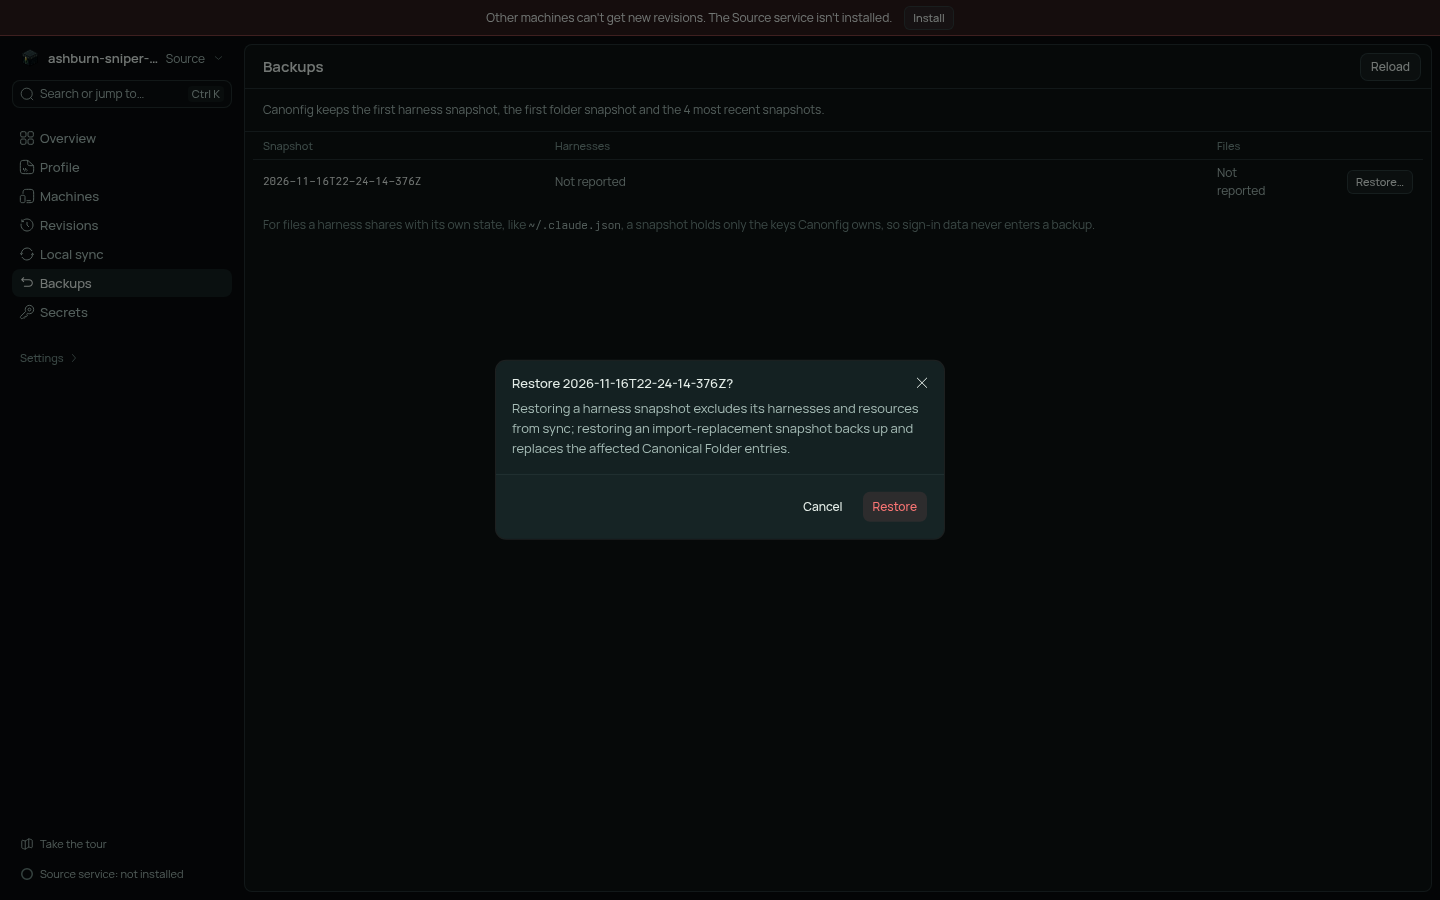 Other machines can't get new revisions. The Source service isn't installed.
Install
ashburn-sniper-... Source
Search or jump to... Ctrl K
Overview
Profile
Machines
Revisions
Local sync
Backups
Secrets
Settings
Take the tour
Source service: not installed
Backups
Reload
Canonfig keeps the first harness snapshot, the first folder snapshot and the 4 most recent snapshots.
Snapshot Harnesses Files
2026-11-16T22-24-14-376Z Not reported Not
reported
Restore...
For files a harness shares with its own state, like ~/.claude.json, a snapshot holds only the keys Canonfig owns, so sign-in data never enters a backup.
Restore 2026-11-16T22-24-14-376Z?
Restoring a harness snapshot excludes its harnesses and resources
from sync; restoring an import-replacement snapshot backs up and
replaces the affected Canonical Folder entries.
Cancel Restore